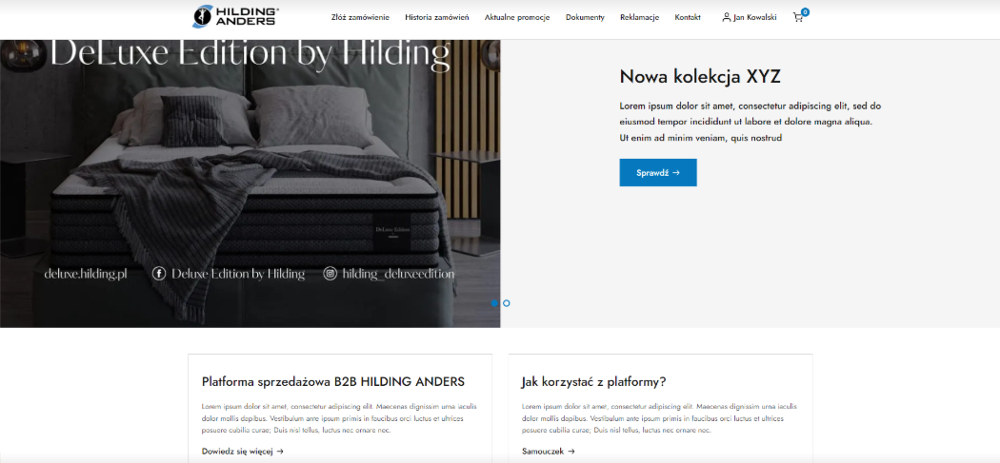 HILDING®
ANDERS
Złóż zamówienie Historia zamówień Aktualne promocje Dokumenty Reklamacje Kontakt Jan Kowalski 0
DeLuxe Edition by Hilding
Nowa kolekcja XYZ
Lorem ipsum dolor sit amet, consectetur adipiscing elit, sed do
eiusmod tempor incididunt ut labore et dolore magna aliqua.
Ut enim ad minim veniam, quis nostrud
Sprawdź →
DeLuxe Edition
deluxe.hilding.pl DeLuxe Edition by Hilding hilding_deluxeedition
Platforma sprzedażowa B2B HILDING ANDERS
Lorem ipsum dolor sit amet, consectetur adipiscing elit. Maecenas dignissim urna iaculis
dolor mollis dapibus. Vestibulum ante ipsum primis in faucibus orci luctus et ultrices
posuere cubilia curae; Duis nisl tellus, luctus nec ornare nec.
Dowiedz się więcej →
Jak korzystać z platformy?
Lorem ipsum dolor sit amet, consectetur adipiscing elit. Maecenas dignissim urna iaculis
dolor mollis dapibus. Vestibulum ante ipsum primis in faucibus orci luctus et ultrices
posuere cubilia curae; Duis nisl tellus, luctus nec ornare nec.
Samouczek →